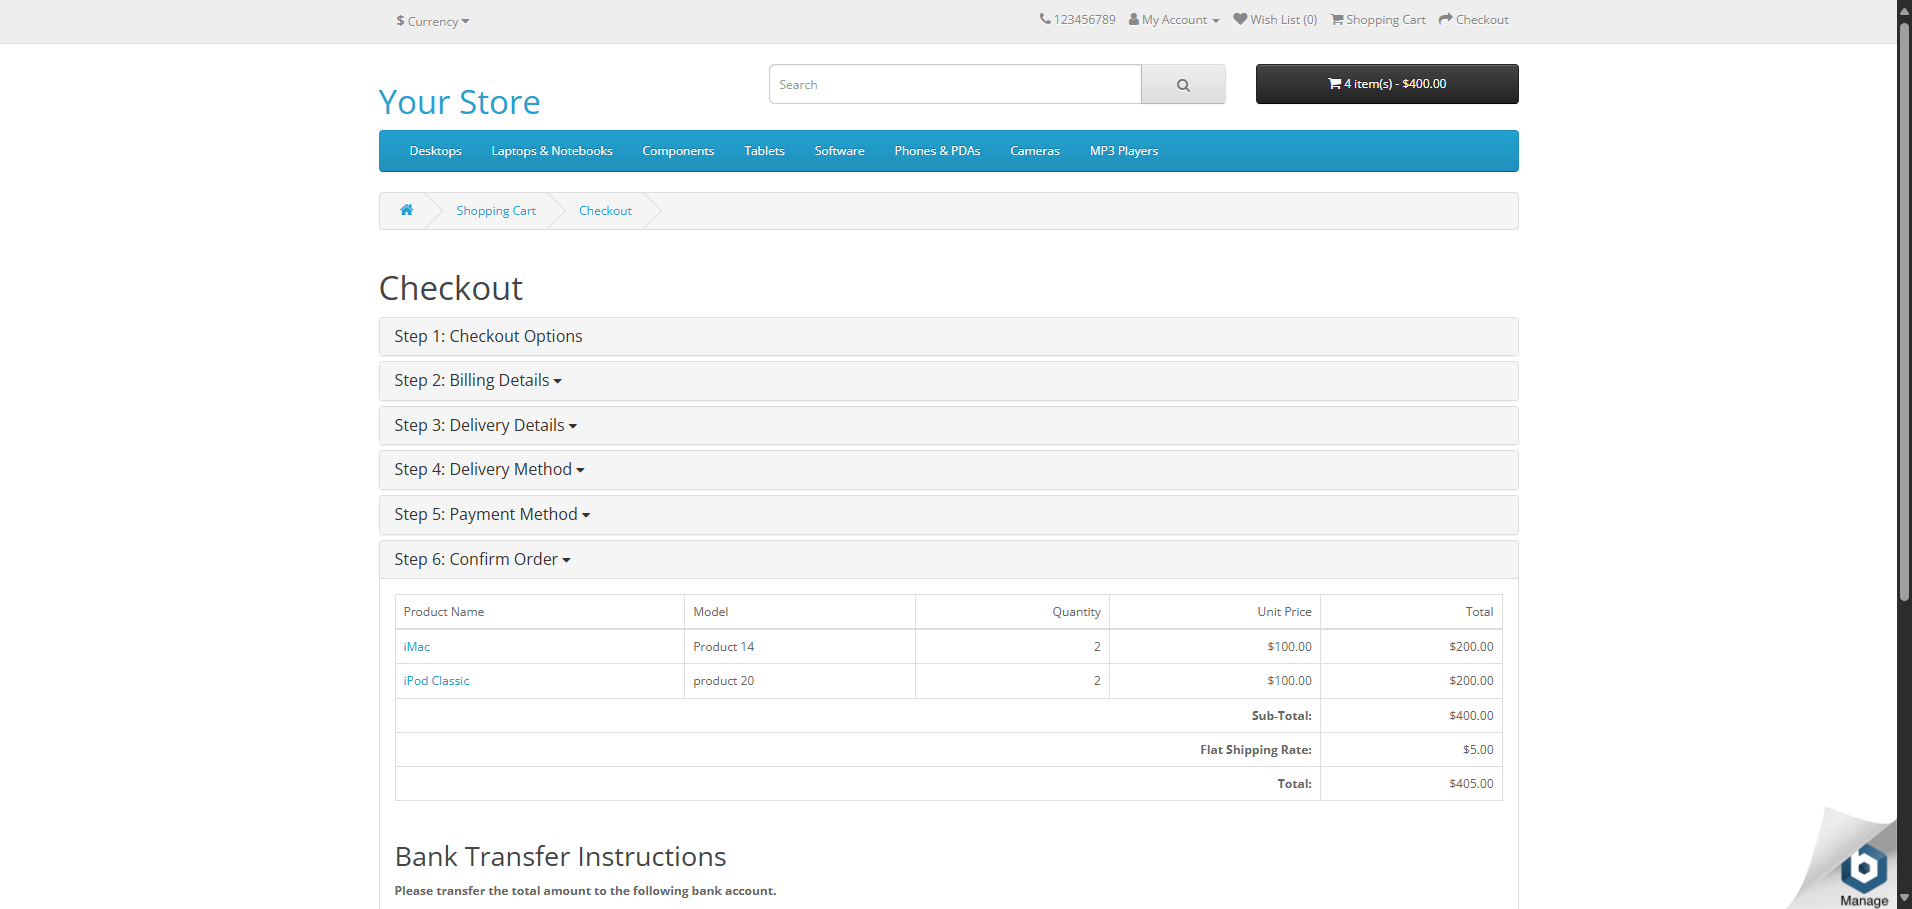 $ Currency
123456789 My Account Wish List (0) Shopping Cart Checkout
Your Store
Search
4 item(s) - $400.00
Desktops Laptops & Notebooks Components Tablets Software Phones & PDAs Cameras MP3 Players
Shopping Cart Checkout
Checkout
Step 1: Checkout Options
Step 2: Billing Details
Step 3: Delivery Details
Step 4: Delivery Method
Step 5: Payment Method
Step 6: Confirm Order
Product Name Model Quantity Unit Price Total
iMac Product 14 2 $100.00 $200.00
iPod Classic product 20 2 $100.00 $200.00
Sub-Total: $400.00
Flat Shipping Rate: $5.00
Total: $405.00
Bank Transfer Instructions
Please transfer the total amount to the following bank account.
Manage